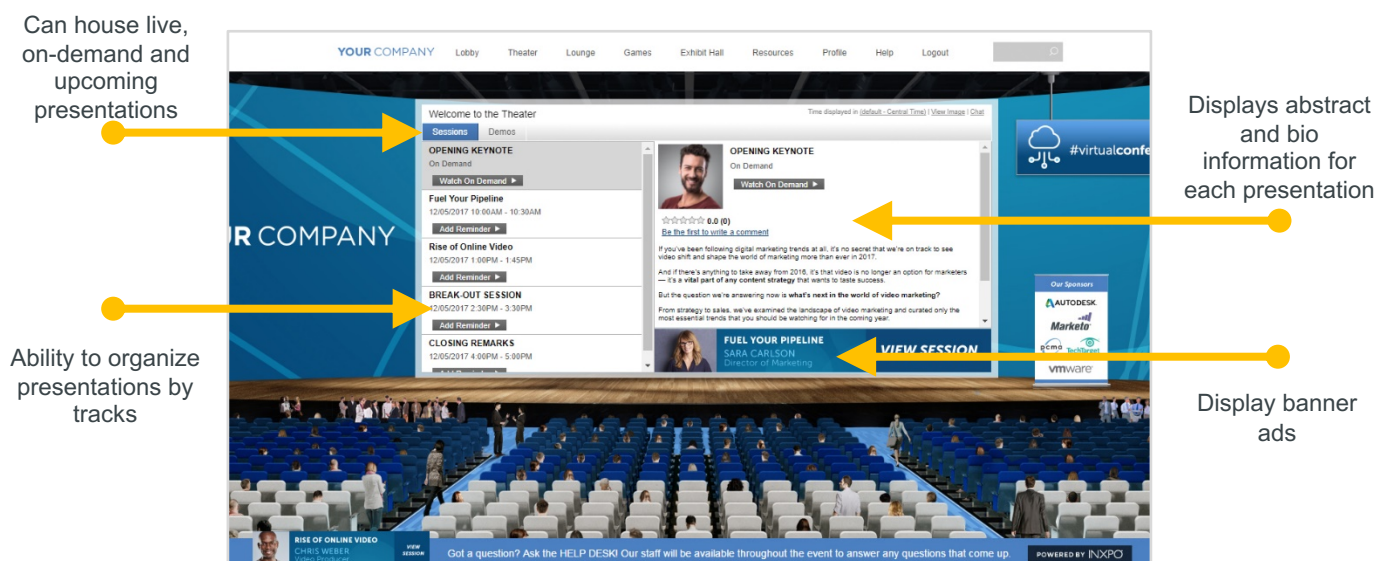 Can house live,
on-demand and
upcoming
presentations
Ability to organize
presentations by
tracks
YOUR COMPANY Lobby Theater Lounge Games Exhibit Hall Resources Profile Help Logout
Welcome to the Theater
Time displayed in (default - Central Time) | View Image | Chat
Sessions Demos
OPENING KEYNOTE
On Demand
Watch On Demand
Fuel Your Pipeline
12/05/2017 10:00AM - 10:30AM
Add Reminder
Rise of Online Video
12/05/2017 1:00PM - 1:45PM
Add Reminder
BREAK-OUT SESSION
12/05/2017 2:30PM - 3:30PM
Add Reminder
CLOSING REMARKS
12/05/2017 4:00PM - 5:00PM
Add Reminder
OPENING KEYNOTE
On Demand
Watch On Demand
0.0 (0)
Be the first to write a comment
If you've been following digital marketing trends at all, it's no secret that we're on track to see
video shift and shape the world of marketing more than ever in 2017.
And if there's anything to take away from 2016, it's that video is no longer an option for marketers
— it's a vital part of any content strategy that wants to taste success.
But the question we're answering now is what's next in the world of video marketing?
From strategy to sales, we've examined the landscape of video marketing and curated only the
most essential trends that you should be watching for in the coming year.
FUEL YOUR PIPELINE
SARA CARLSON
Director of Marketing
VIEW SESSION
UR COMPANY
#virtualconfe
Our Sponsors
AUTODESK
Marketo
pcma TechTarget
vmware
RISE OF ONLINE VIDEO
CHRIS WEBER
Video Producer
VIEW
SESSION
Got a question? Ask the HELP DESK! Our staff will be available throughout the event to answer any questions that come up.
POWERED BY INXPO
Displays abstract
and bio
information for
each presentation
Display banner
ads